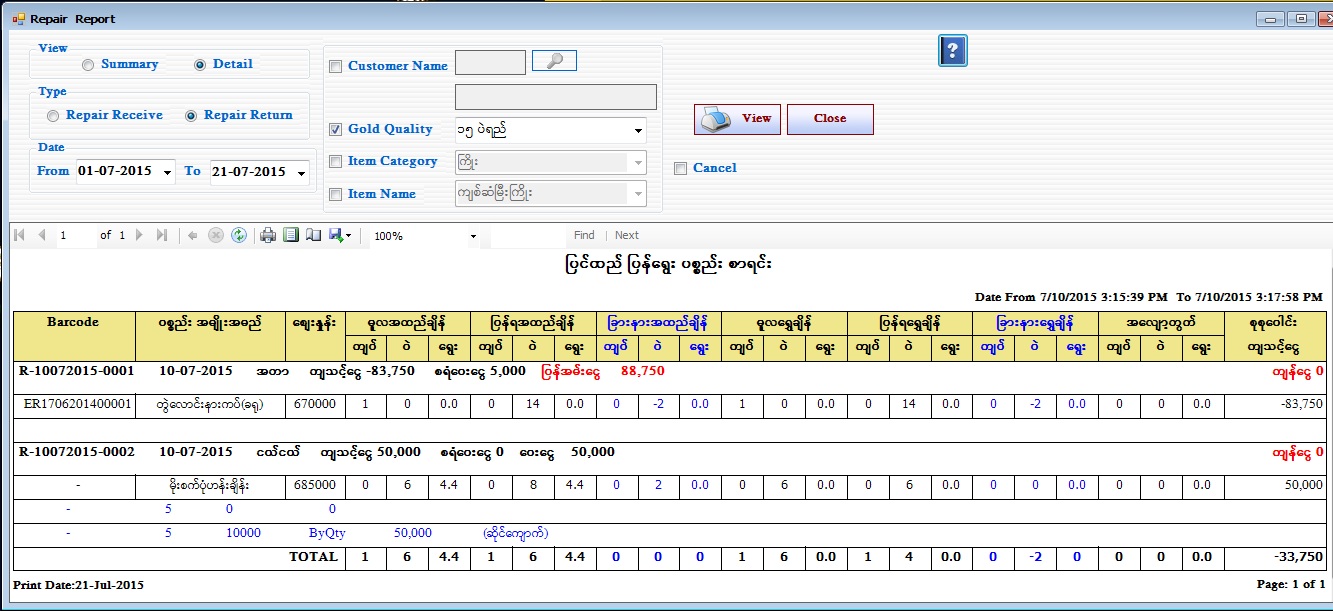 Repair Report
View
Summary Detail
Type
Repair Receive Repair Return
Date
From 01-07-2015 To 21-07-2015
Customer Name
Gold Quality ၁၅ ပဲရည်
Item Category ကြိုး
Item Name ကျစ်ဆံမြီးကြိုး
View Close
Cancel
1 of 1 100% Find | Next
ပြင်ထည် ပြန်ရွေး ပစ္စည်း စာရင်း
Date From 7/10/2015 3:15:39 PM To 7/10/2015 3:17:58 PM
Barcode ပစ္စည်း အမျိုးအမည် ဈေးနှုန်း မူလအထည်ချိန် ပြန်ရအထည်ချိန် ခြားနားအထည်ချိန် မူလရွှေချိန် ပြန်ရရွှေချိန် ခြားနားရွှေချိန် အလျော့တွက် စုစုပေါင်း
ကျပ် ပဲ ရွေး ကျပ် ပဲ ရွေး ကျပ် ပဲ ရွေး ကျပ် ပဲ ရွေး ကျပ် ပဲ ရွေး ကျပ် ပဲ ရွေး ကျပ် ပဲ ရွေး ကျသင့်ငွေ
R-10072015-0001 10-07-2015 အတာ ကျသင့်ငွေ -83,750 စရံပေးငွေ 5,000 ပြန်အမ်းငွေ 88,750 ကျန်ငွေ 0
ER1706201400001 တွဲလောင်းနားကပ်(ခရု) 670000 1 0 0.0 0 14 0.0 0 -2 0.0 1 0 0.0 0 14 0.0 0 -2 0.0 0 0 0.0 -83,750
R-10072015-0002 10-07-2015 ငယ်ငယ် ကျသင့်ငွေ 50,000 စရံပေးငွေ 0 ပေးငွေ 50,000 ကျန်ငွေ 0
- မိုးစက်ပုံဟန်းချိန်း 685000 0 6 4.4 0 8 4.4 0 2 0.0 0 6 0.0 0 6 0.0 0 0 0.0 0 0 0.0 50,000
- 5 0 0
- 5 10000 ByQty 50,000 (ဆိုင်ကျောက်)
TOTAL 1 6 4.4 1 6 4.4 0 0 0 1 6 0.0 1 4 0.0 0 -2 0 0 0 0.0 -33,750
Print Date:21-Jul-2015 Page: 1 of 1